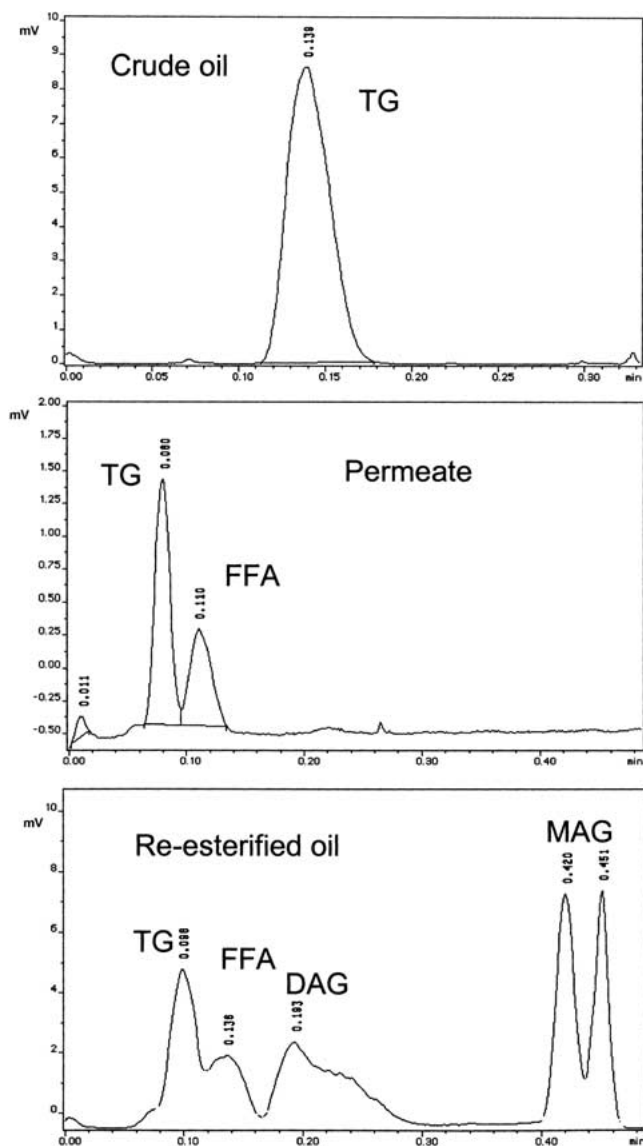 mV
10
9
8
7
6
5
4
3
2
1
0
Crude oil
0.139
TG
0.00 0.05 0.10 0.15 0.20 0.25 0.30 min
mV
2.00
1.75
1.50
1.25
1.00
0.75
0.50
0.25
0.00
-0.25
-0.50
TG
0.080
Permeate
FFA
0.110
0.011
0.00 0.10 0.20 0.30 0.40 min
mV
10
8
6
4
2
0
Re-esterified oil
MAG
0.420
0.451
TG
0.098
FFA
0.136
DAG
0.193
0.00 0.10 0.20 0.30 0.40 min